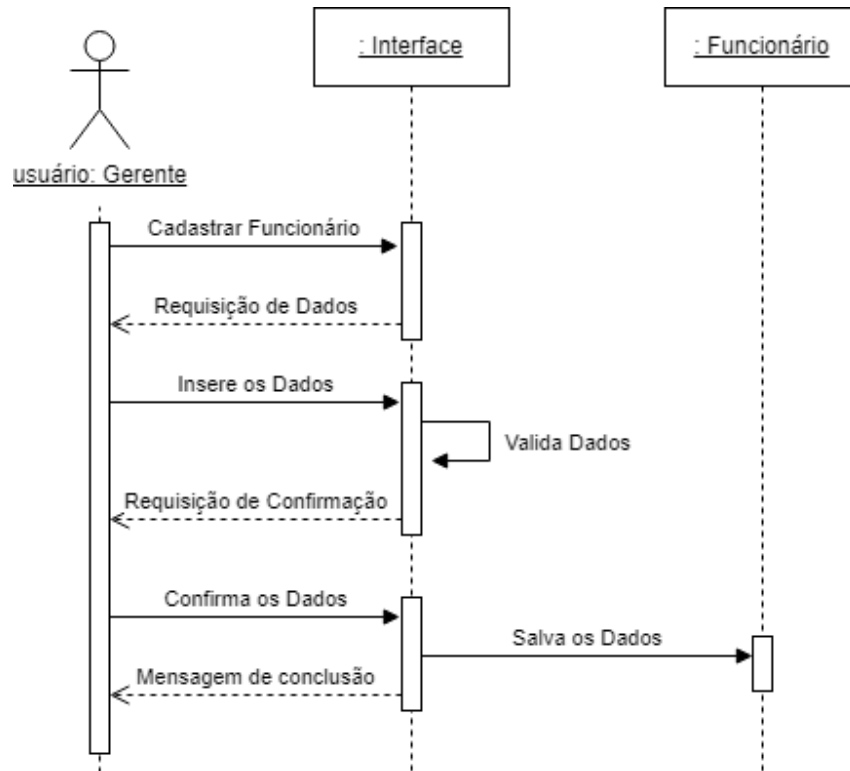 : Interface
: Funcionário
usuário: Gerente
Cadastrar Funcionário
Requisição de Dados
Insere os Dados
Valida Dados
Requisição de Confirmação
Confirma os Dados
Salva os Dados
Mensagem de conclusão